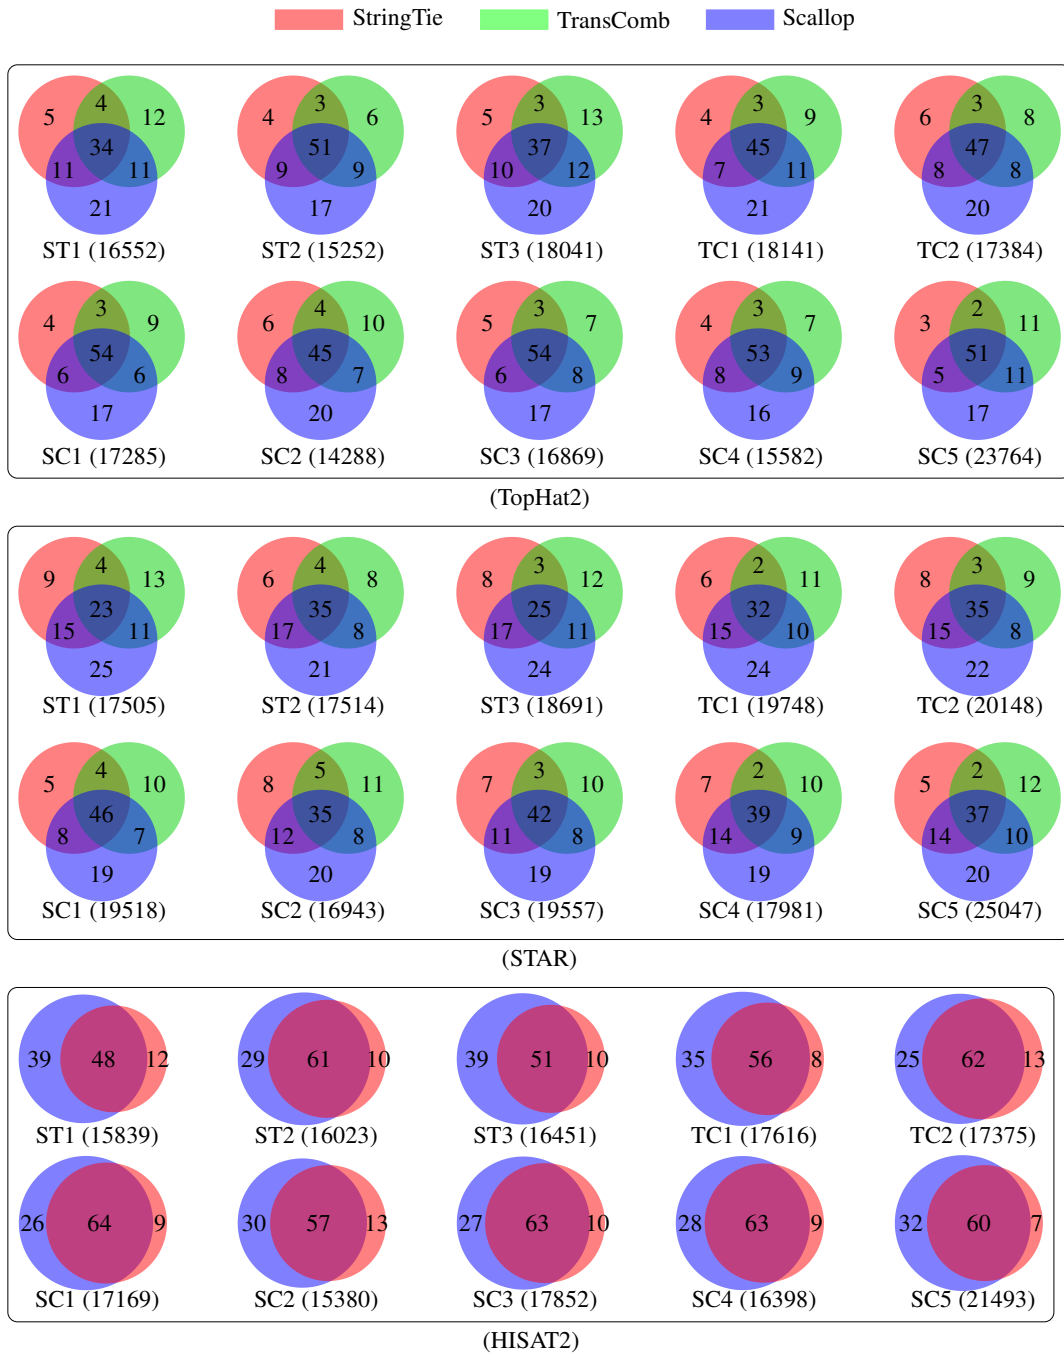 StringTie TransComb Scallop
5 4 12 4 3 6 5 3 13 4 3 9 6 3 8
34 51 37 45 47
11 11 9 9 10 12 7 11 8 8
21 17 20 21 20
ST1 (16552) ST2 (15252) ST3 (18041) TC1 (18141) TC2 (17384)
4 3 9 6 4 10 5 3 7 4 3 7 3 2 11
54 45 54 53 51
6 6 8 7 6 8 8 9 5 11
17 20 17 16 17
SC1 (17285) SC2 (14288) SC3 (16869) SC4 (15582) SC5 (23764)
(TopHat2)
9 4 13 6 4 8 8 3 12 6 2 11 8 3 9
23 35 25 32 35
15 11 17 8 17 11 15 10 15 8
25 21 24 24 22
ST1 (17505) ST2 (17514) ST3 (18691) TC1 (19748) TC2 (20148)
5 4 10 8 5 11 7 3 10 7 2 10 5 2 12
46 35 42 39 37
8 7 12 8 11 8 14 9 14 10
19 20 19 19 20
SC1 (19518) SC2 (16943) SC3 (19557) SC4 (17981) SC5 (25047)
(STAR)
39 48 12 29 61 10 39 51 10 35 56 8 25 62 13
ST1 (15839) ST2 (16023) ST3 (16451) TC1 (17616) TC2 (17375)
26 64 9 30 57 13 27 63 10 28 63 9 32 60 7
SC1 (17169) SC2 (15380) SC3 (17852) SC4 (16398) SC5 (21493)
(HISAT2)